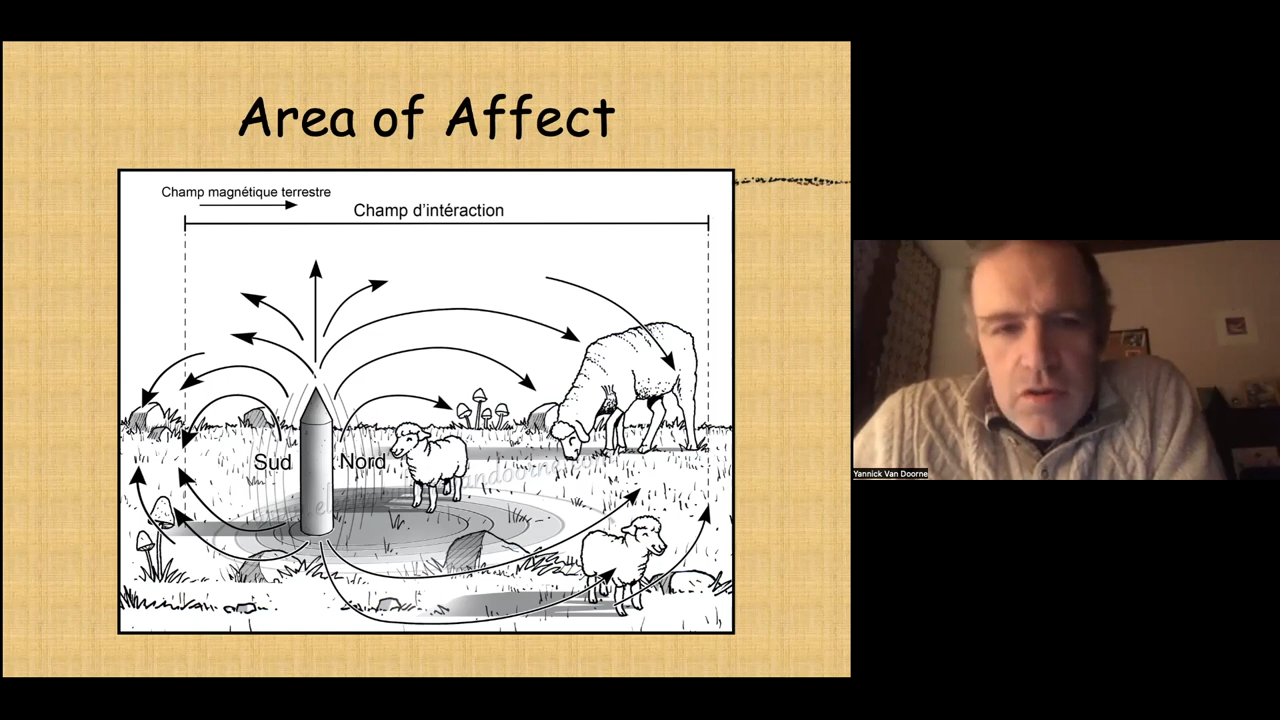 Area of Affect
Champ magnétique terrestre
Champ d'intéraction
Sud
Nord
Yannick Van Doorne